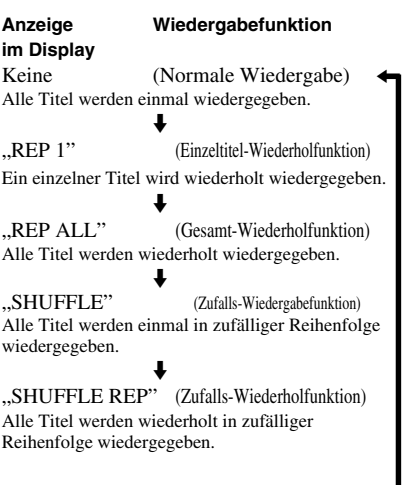 Anzeige Wiedergabefunktion
im Display
Keine (Normale Wiedergabe)
Alle Titel werden einmal wiedergegeben.
„REP 1” (Einzeltitel-Wiederholfunktion)
Ein einzelner Titel wird wiederholt wiedergegeben.
„REP ALL” (Gesamt-Wiederholfunktion)
Alle Titel werden wiederholt wiedergegeben.
„SHUFFLE” (Zufalls-Wiedergabefunktion)
Alle Titel werden einmal in zufälliger Reihenfolge
wiedergegeben.
„SHUFFLE REP” (Zufalls-Wiederholfunktion)
Alle Titel werden wiederholt in zufälliger
Reihenfolge wiedergegeben.